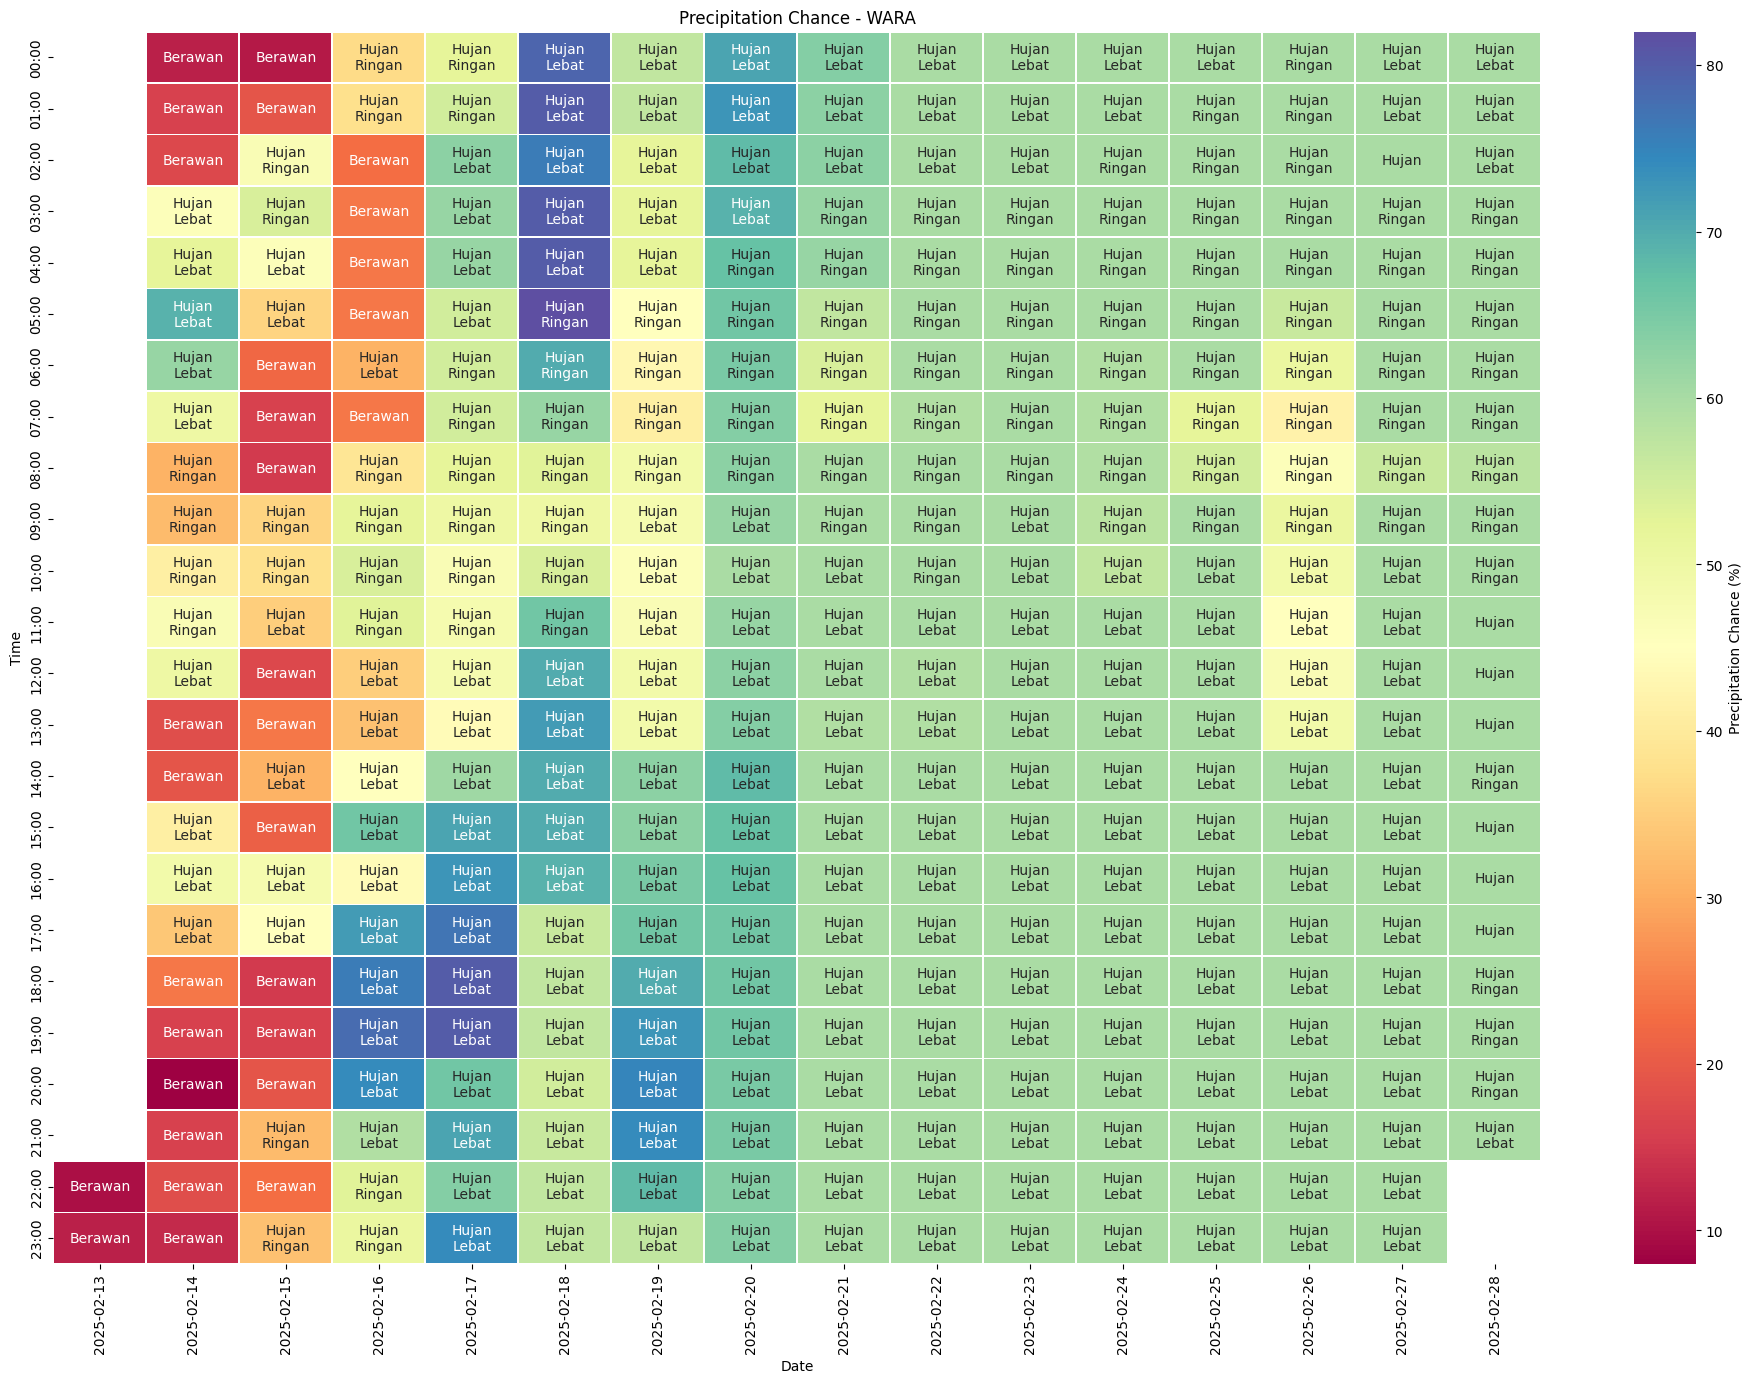 Precipitation Chance - WARA
00:00 Berawan Berawan Hujan Ringan Hujan Ringan Hujan Lebat Hujan Lebat Hujan Lebat Hujan Lebat Hujan Lebat Hujan Lebat Hujan Lebat Hujan Lebat Hujan Ringan Hujan Lebat Hujan Lebat
01:00 Berawan Berawan Hujan Ringan Hujan Ringan Hujan Lebat Hujan Lebat Hujan Lebat Hujan Lebat Hujan Lebat Hujan Lebat Hujan Lebat Hujan Ringan Hujan Ringan Hujan Lebat Hujan Lebat
02:00 Berawan Hujan Ringan Berawan Hujan Lebat Hujan Lebat Hujan Lebat Hujan Lebat Hujan Lebat Hujan Lebat Hujan Lebat Hujan Ringan Hujan Ringan Hujan Ringan Hujan Hujan Lebat
03:00 Hujan Lebat Hujan Ringan Berawan Hujan Lebat Hujan Lebat Hujan Lebat Hujan Lebat Hujan Ringan Hujan Ringan Hujan Ringan Hujan Ringan Hujan Ringan Hujan Ringan Hujan Ringan Hujan Ringan
04:00 Hujan Lebat Hujan Lebat Berawan Hujan Lebat Hujan Lebat Hujan Lebat Hujan Ringan Hujan Ringan Hujan Ringan Hujan Ringan Hujan Ringan Hujan Ringan Hujan Ringan Hujan Ringan Hujan Ringan
05:00 Hujan Lebat Hujan Lebat Berawan Hujan Lebat Hujan Ringan Hujan Ringan Hujan Ringan Hujan Ringan Hujan Ringan Hujan Ringan Hujan Ringan Hujan Ringan Hujan Ringan Hujan Ringan Hujan Ringan
06:00 Hujan Lebat Berawan Hujan Lebat Hujan Ringan Hujan Ringan Hujan Ringan Hujan Ringan Hujan Ringan Hujan Ringan Hujan Ringan Hujan Ringan Hujan Ringan Hujan Ringan Hujan Ringan Hujan Ringan
07:00 Hujan Lebat Berawan Berawan Hujan Ringan Hujan Ringan Hujan Ringan Hujan Ringan Hujan Ringan Hujan Ringan Hujan Ringan Hujan Ringan Hujan Ringan Hujan Ringan Hujan Ringan Hujan Ringan
08:00 Hujan Ringan Berawan Hujan Ringan Hujan Ringan Hujan Ringan Hujan Ringan Hujan Ringan Hujan Ringan Hujan Ringan Hujan Ringan Hujan Ringan Hujan Ringan Hujan Ringan Hujan Ringan Hujan Ringan
09:00 Hujan Ringan Hujan Ringan Hujan Ringan Hujan Ringan Hujan Ringan Hujan Lebat Hujan Lebat Hujan Ringan Hujan Ringan Hujan Lebat Hujan Ringan Hujan Ringan Hujan Ringan Hujan Ringan Hujan Ringan
10:00 Hujan Ringan Hujan Ringan Hujan Ringan Hujan Ringan Hujan Ringan Hujan Lebat Hujan Lebat Hujan Lebat Hujan Ringan Hujan Lebat Hujan Lebat Hujan Lebat Hujan Lebat Hujan Lebat Hujan Ringan
11:00 Hujan Ringan Hujan Lebat Hujan Ringan Hujan Ringan Hujan Ringan Hujan Lebat Hujan Lebat Hujan Lebat Hujan Lebat Hujan Lebat Hujan Lebat Hujan Lebat Hujan Lebat Hujan Lebat Hujan
12:00 Hujan Lebat Berawan Hujan Lebat Hujan Lebat Hujan Lebat Hujan Lebat Hujan Lebat Hujan Lebat Hujan Lebat Hujan Lebat Hujan Lebat Hujan Lebat Hujan Lebat Hujan Lebat Hujan
13:00 Berawan Berawan Hujan Lebat Hujan Lebat Hujan Lebat Hujan Lebat Hujan Lebat Hujan Lebat Hujan Lebat Hujan Lebat Hujan Lebat Hujan Lebat Hujan Lebat Hujan Lebat Hujan
14:00 Berawan Hujan Lebat Hujan Lebat Hujan Lebat Hujan Lebat Hujan Lebat Hujan Lebat Hujan Lebat Hujan Lebat Hujan Lebat Hujan Lebat Hujan Lebat Hujan Lebat Hujan Lebat Hujan Ringan
15:00 Hujan Lebat Berawan Hujan Lebat Hujan Lebat Hujan Lebat Hujan Lebat Hujan Lebat Hujan Lebat Hujan Lebat Hujan Lebat Hujan Lebat Hujan Lebat Hujan Lebat Hujan Lebat Hujan
16:00 Hujan Lebat Hujan Lebat Hujan Lebat Hujan Lebat Hujan Lebat Hujan Lebat Hujan Lebat Hujan Lebat Hujan Lebat Hujan Lebat Hujan Lebat Hujan Lebat Hujan Lebat Hujan Lebat Hujan
17:00 Hujan Lebat Hujan Lebat Hujan Lebat Hujan Lebat Hujan Lebat Hujan Lebat Hujan Lebat Hujan Lebat Hujan Lebat Hujan Lebat Hujan Lebat Hujan Lebat Hujan Lebat Hujan Lebat Hujan
18:00 Berawan Berawan Hujan Lebat Hujan Lebat Hujan Lebat Hujan Lebat Hujan Lebat Hujan Lebat Hujan Lebat Hujan Lebat Hujan Lebat Hujan Lebat Hujan Lebat Hujan Lebat Hujan Ringan
19:00 Berawan Berawan Hujan Lebat Hujan Lebat Hujan Lebat Hujan Lebat Hujan Lebat Hujan Lebat Hujan Lebat Hujan Lebat Hujan Lebat Hujan Lebat Hujan Lebat Hujan Lebat Hujan Ringan
20:00 Berawan Berawan Hujan Lebat Hujan Lebat Hujan Lebat Hujan Lebat Hujan Lebat Hujan Lebat Hujan Lebat Hujan Lebat Hujan Lebat Hujan Lebat Hujan Lebat Hujan Lebat Hujan Ringan
21:00 Berawan Hujan Ringan Hujan Lebat Hujan Lebat Hujan Lebat Hujan Lebat Hujan Lebat Hujan Lebat Hujan Lebat Hujan Lebat Hujan Lebat Hujan Lebat Hujan Lebat Hujan Lebat Hujan Lebat
22:00 Berawan Berawan Berawan Hujan Ringan Hujan Lebat Hujan Lebat Hujan Lebat Hujan Lebat Hujan Lebat Hujan Lebat Hujan Lebat Hujan Lebat Hujan Lebat Hujan Lebat Hujan Lebat
23:00 Berawan Berawan Hujan Ringan Hujan Ringan Hujan Lebat Hujan Lebat Hujan Lebat Hujan Lebat Hujan Lebat Hujan Lebat Hujan Lebat Hujan Lebat Hujan Lebat Hujan Lebat Hujan Lebat
Time
2025-02-13 2025-02-14 2025-02-15 2025-02-16 2025-02-17 2025-02-18 2025-02-19 2025-02-20 2025-02-21 2025-02-22 2025-02-23 2025-02-24 2025-02-25 2025-02-26 2025-02-27 2025-02-28
Date
80
70
60
50
40
30
20
10
Precipitation Chance (%)